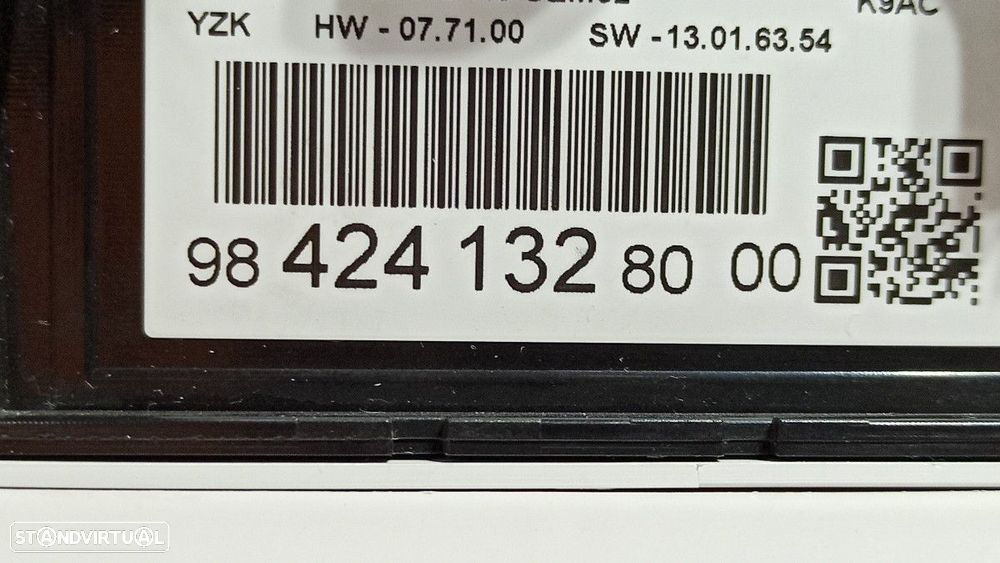 K9AC
YZK HW - 07.71.00 SW -13.01.63.54
98 424 132 80 00
STANDVIRTUAL